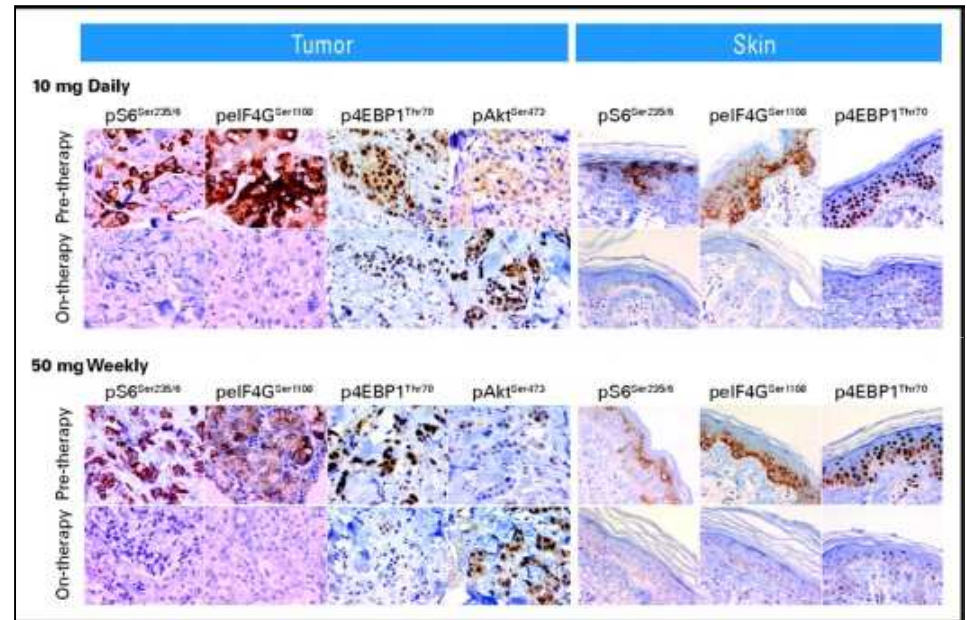 Tumor Skin
10 mg Daily
pS6Ser235/6 peIF4GSer1108 p4EBP1Thr70 pAktSer473 pS6Ser235/6 peIF4GSer1108 p4EBP1Thr70
Pre-therapy
On-therapy
50 mg Weekly
pS6Ser235/6 peIF4GSer1108 p4EBP1Thr70 pAktSer473 pS6Ser235/6 peIF4GSer1108 p4EBP1Thr70
Pre-therapy
On-therapy